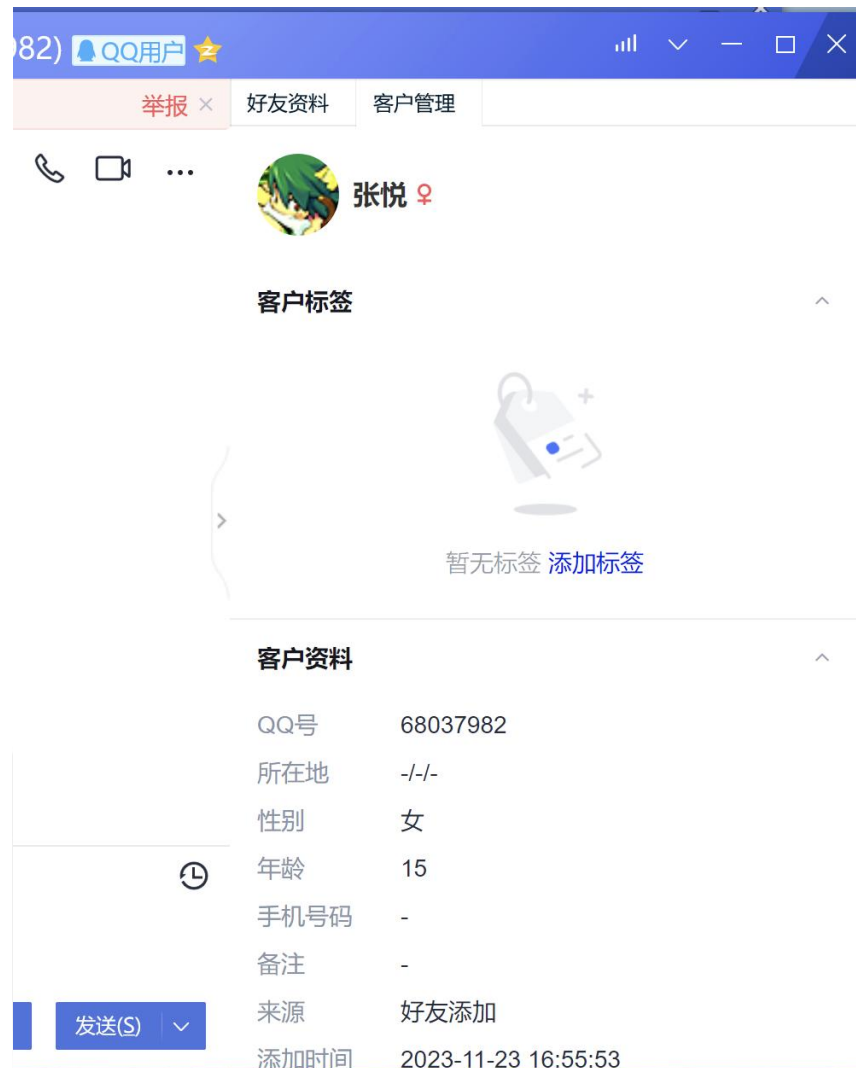 982) QQ用户
举报
好友资料 客户管理
张悦
客户标签
暂无标签 添加标签
客户资料
QQ号 68037982
所在地 -/-/-
性别 女
年龄 15
手机号码 -
备注 -
来源 好友添加
发送(S)
添加时间 2023-11-23 16:55:53